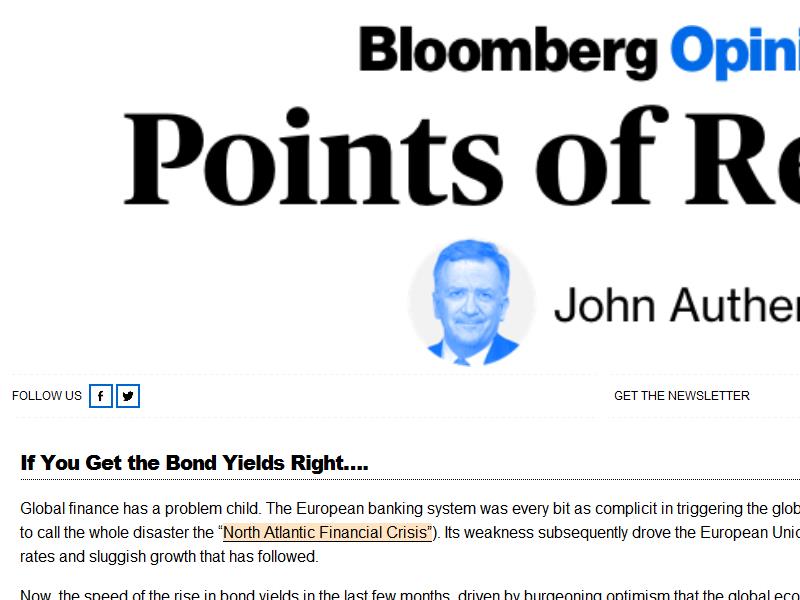 Bloomberg Opini
Points of Re
John Auther
FOLLOW US
GET THE NEWSLETTER
If You Get the Bond Yields Right....
Global finance has a problem child. The European banking system was every bit as complicit in triggering the glob
to call the whole disaster the “North Atlantic Financial Crisis”). Its weakness subsequently drove the European Unio
rates and sluggish growth that has followed.
Now, the speed of the rise in bond yields in the last few months, driven by burgeoning optimism that the global eco